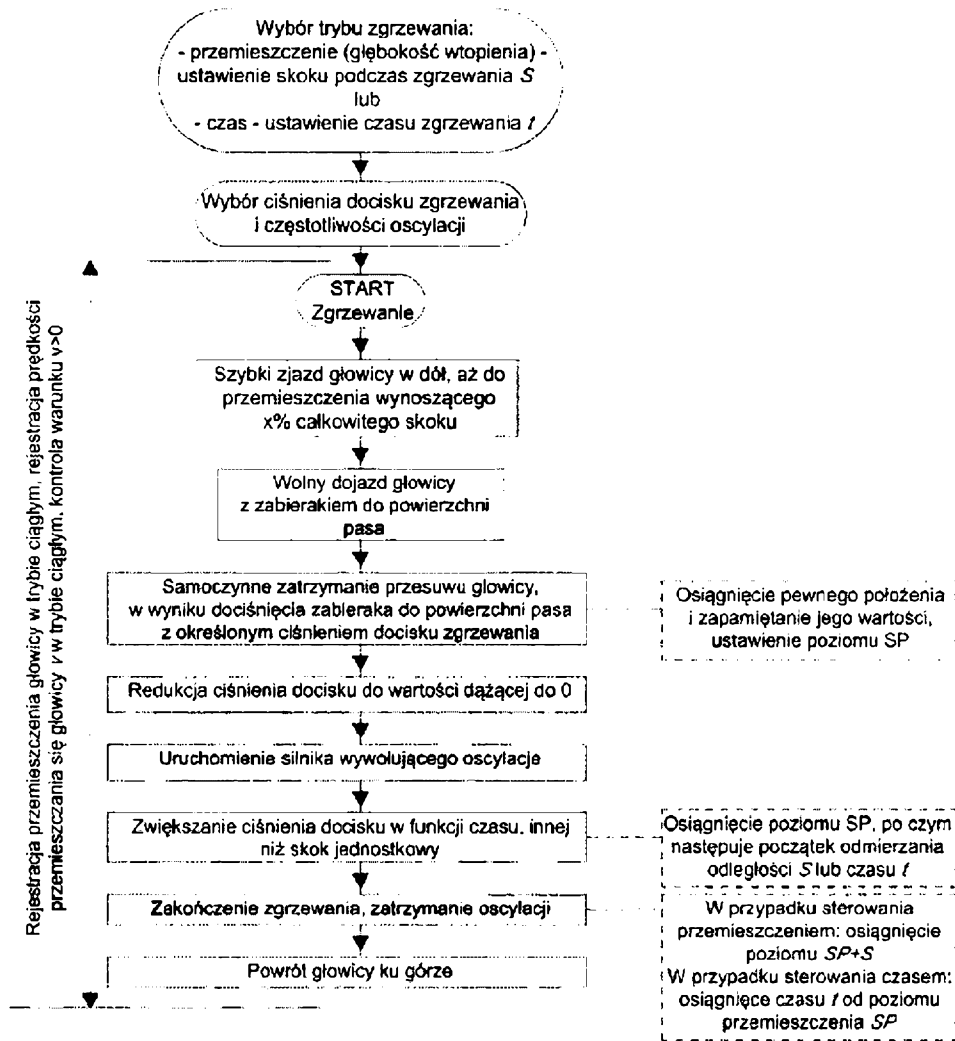 Wybór trybu zgrzewania:
- przemieszczenie (głębokość wtopienia) -
ustawienie skoku podczas zgrzewania S
lub
- czas - ustawienie czasu zgrzewania t
Wybór ciśnienia docisku zgrzewania
i częstotliwości oscylacji
START
Zgrzewanie
Szybki zjazd głowicy w dół, aż do
przemieszczenia wynoszącego
x% całkowitego skoku
Wolny dojazd głowicy
z zabierakiem do powierzchni
pasa
Samoczynne zatrzymanie przesuwu głowicy,
w wyniku dociśnięcia zabieraka do powierzchni pasa
z określonym ciśnieniem docisku zgrzewania
Osiągnięcie pewnego położenia
i zapamiętanie jego wartości,
ustawienie poziomu SP
Redukcja ciśnienia docisku do wartości dążącej do 0
Uruchomienie silnika wywołującego oscylacje
Zwiększanie ciśnienia docisku w funkcji czasu, innej
niż skok jednostkowy
Osiągnięcie poziomu SP, po czym
następuje początek odmierzania
odległości S lub czasu t
Zakończenie zgrzewania, zatrzymanie oscylacji
W przypadku sterowania
przemieszczeniem: osiągnięcie
poziomu SP+S
W przypadku sterowania czasem:
osiągnięce czasu t od poziomu
przemieszczenia SP
Powrót głowicy ku górze
Rejestracja przemieszczenia głowicy w trybie ciągłym, rejestracja prędkości
przemieszczania się głowicy v w trybie ciągłym, kontrola warunku v>0